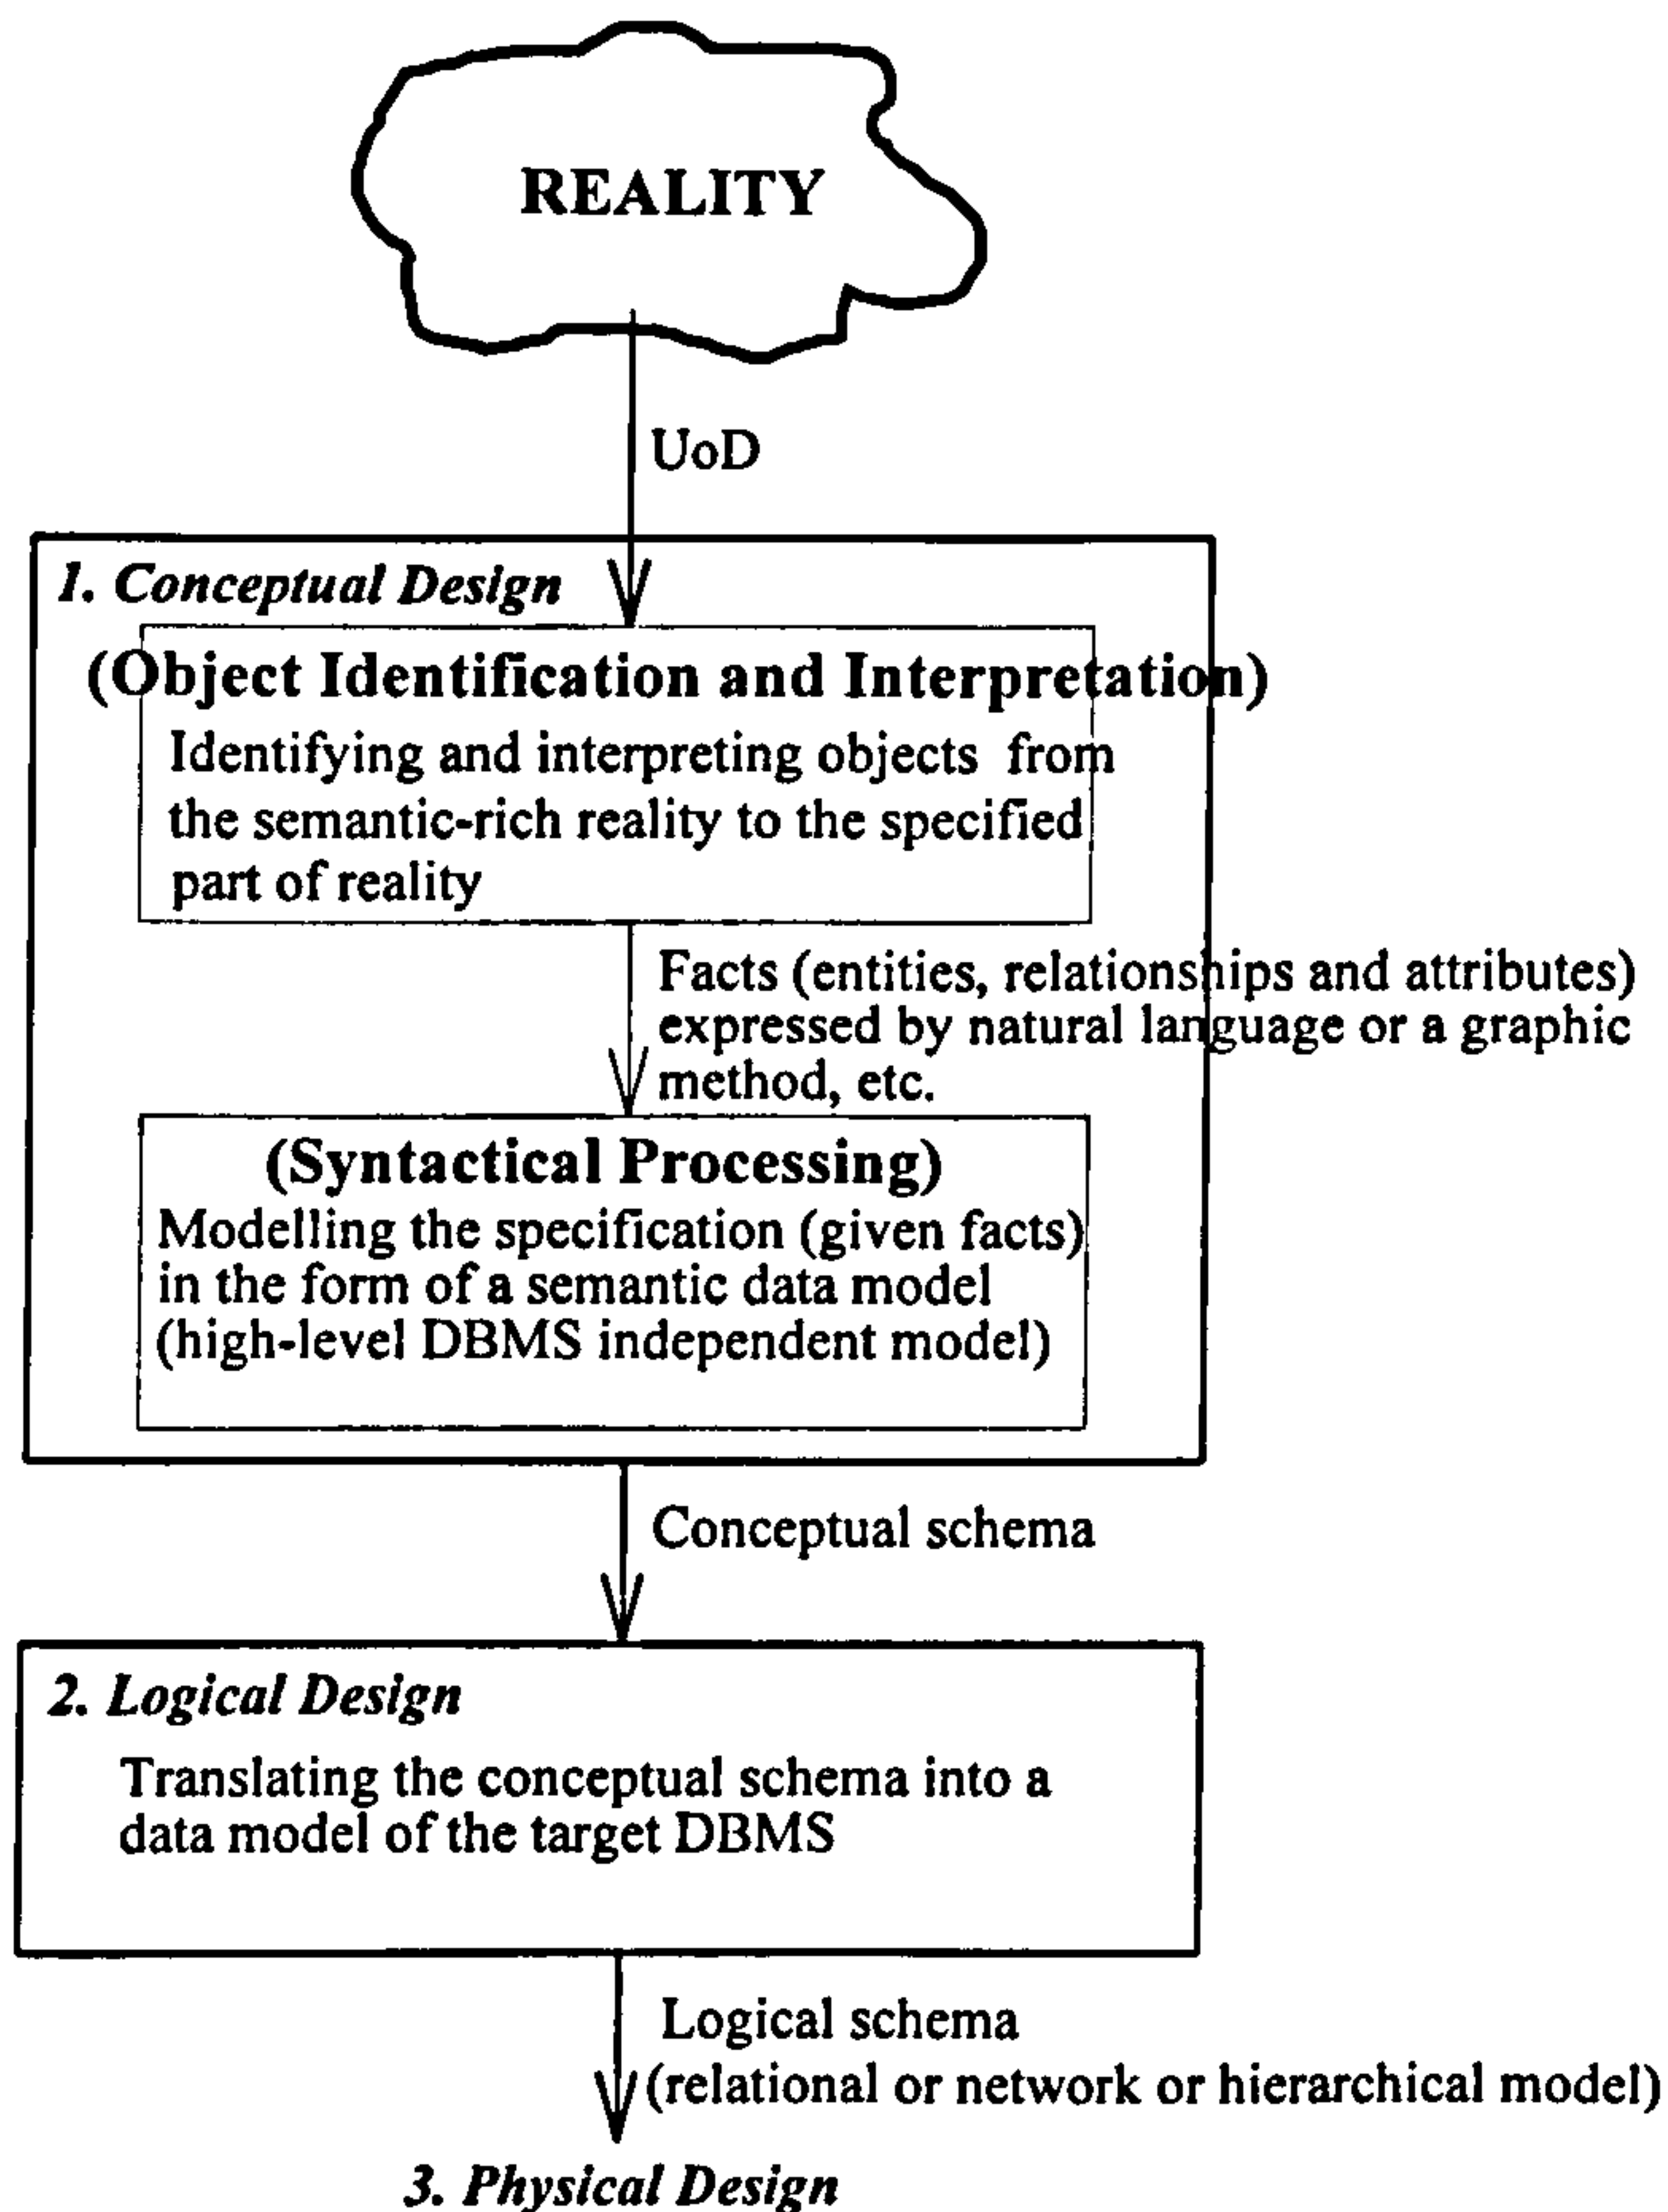 REALITY
UoD
1. Conceptual Design
(Object Identification and Interpretation)
Identifying and interpreting objects from
the semantic-rich reality to the specified
part of reality
Facts (entities, relationships and attributes)
expressed by natural language or a graphic
method, etc.
(Syntactical Processing)
Modelling the specification (given facts)
in the form of a semantic data model
(high-level DBMS independent model)
Conceptual schema
2. Logical Design
Translating the conceptual schema into a
data model of the target DBMS
Logical schema
(relational or network or hierarchical model)
3. Physical Design